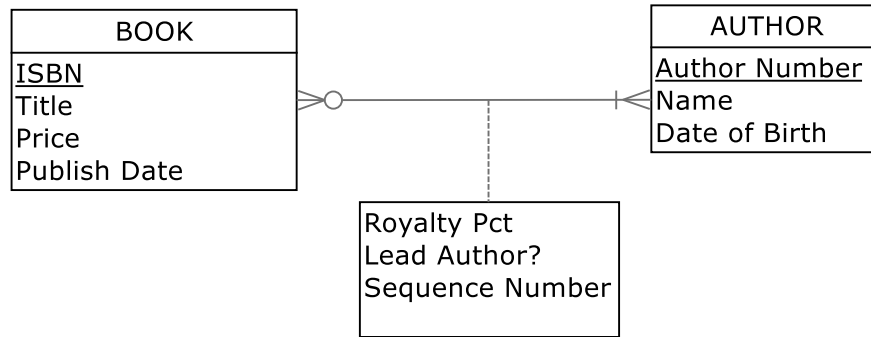 BOOK
ISBN
Title
Price
Publish Date
AUTHOR
Author Number
Name
Date of Birth
Royalty Pct
Lead Author?
Sequence Number